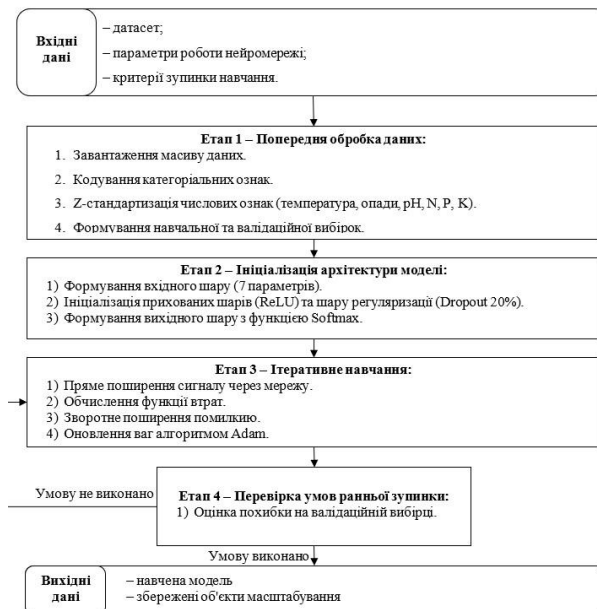 Вхідні
дані
– датасет;
– параметри роботи нейромережі;
– критерії зупинки навчання.
Етап 1 – Попередня обробка даних:
1. Завантаження масиву даних.
2. Кодування категоріальних ознак.
3. Z-стандартизація числових ознак (температура, опади, pH, N, P, K).
4. Формування навчальної та валідаційної вибірок.
Етап 2 – Ініціалізація архітектури моделі:
1) Формування вхідного шару (7 параметрів).
2) Ініціалізація прихованих шарів (ReLU) та шару регуляризації (Dropout 20%).
3) Формування вихідного шару з функцією Softmax.
Етап 3 – Ітеративне навчання:
1) Пряме поширення сигналу через мережу.
2) Обчислення функції втрат.
3) Зворотне поширення помилкию.
4) Оновлення ваг алгоритмом Adam.
Умову не виконано
Етап 4 – Перевірка умов ранньої зупинки:
1) Оцінка похибки на валідаційній вибірці.
Умову виконано
Вихідні
дані
– навчена модель
– збережені об'єкти масштабування